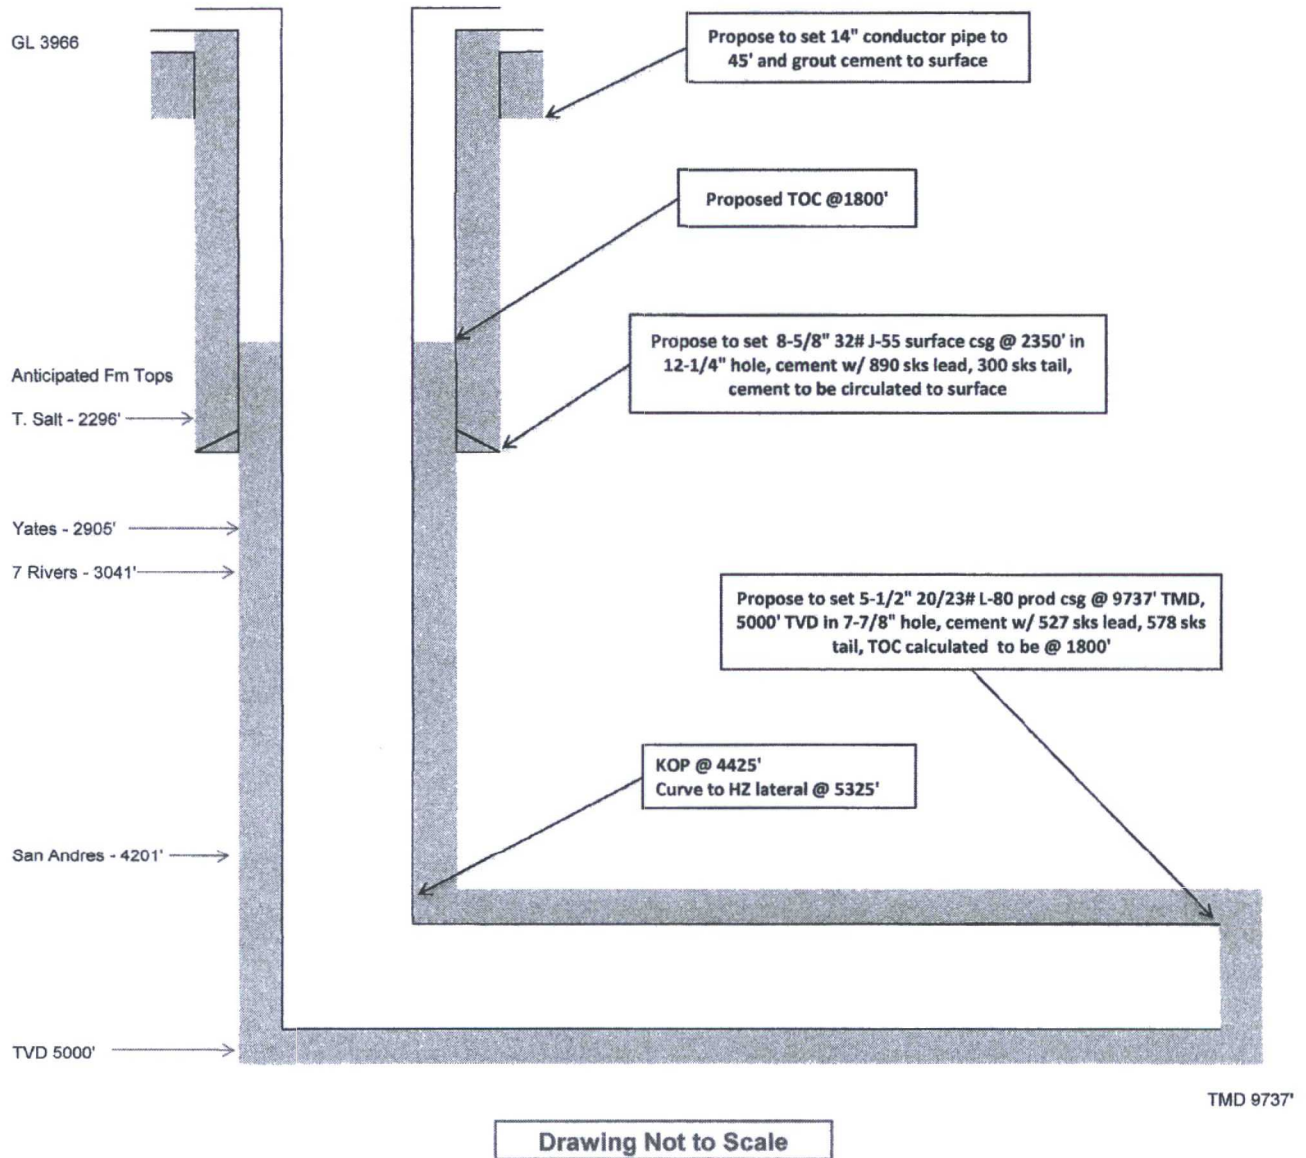 GL 3966
Propose to set 14" conductor pipe to
45' and grout cement to surface
Proposed TOC @1800'
Propose to set 8-5/8" 32# J-55 surface csg @ 2350' in
12-1/4" hole, cement w/ 890 sks lead, 300 sks tail,
cement to be circulated to surface
Anticipated Fm Tops
T. Salt - 2296'
Yates - 2905'
7 Rivers - 3041'
Propose to set 5-1/2" 20/23# L-80 prod csg @ 9737' TMD,
5000' TVD in 7-7/8" hole, cement w/ 527 sks lead, 578 sks
tail, TOC calculated to be @ 1800'
KOP @ 4425'
Curve to HZ lateral @ 5325'
San Andres - 4201'
TVD 5000'
TMD 9737'
Drawing Not to Scale